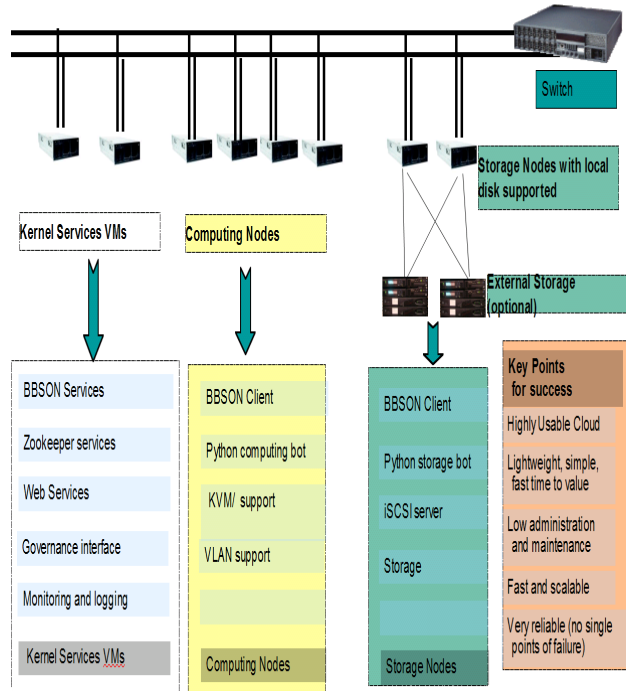 Switch
Storage Nodes with local
disk supported
Kernel Services VMs
Computing Nodes
External Storage
(optional)
BBSON Services
Zookeeper services
Web Services
Governance interface
Monitoring and logging
Kernel Services VMs
BBSON Client
Python computing bot
KVM/ support
VLAN support
Computing Nodes
BBSON Client
Python storage bot
iSCSI server
Storage
Storage Nodes
Key Points
for success
Highly Usable Cloud
Lightweight, simple,
fast time to value
Low administration
and maintenance
Fast and scalable
Very reliable (no single
points of failure)